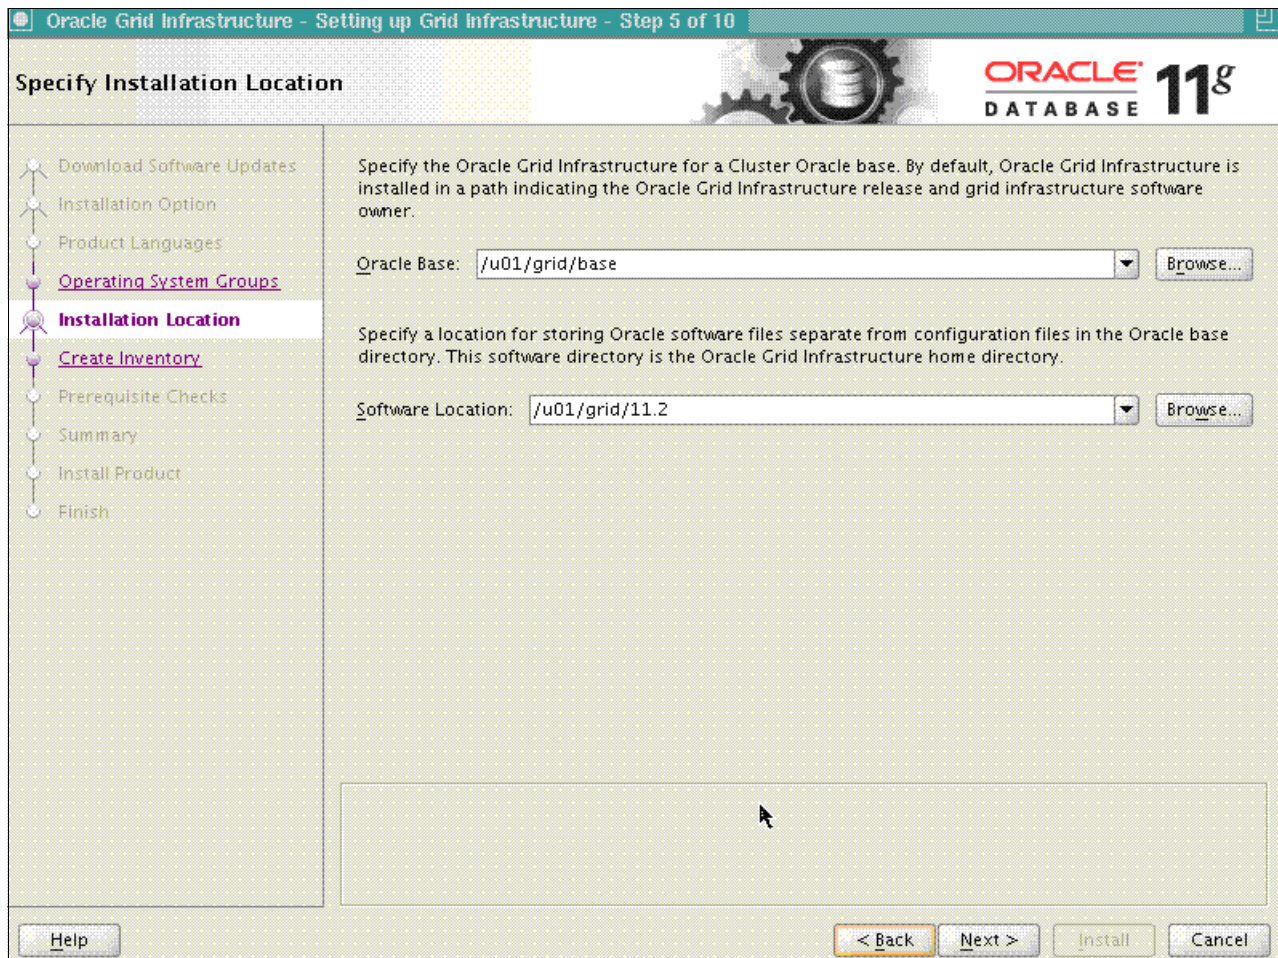 Oracle Grid Infrastructure - Setting up Grid Infrastructure - Step 5 of 10
Specify Installation Location
ORACLE
DATABASE
11g
Download Software Updates
Installation Option
Product Languages
Operating System Groups
Installation Location
Create Inventory
Prerequisite Checks
Summary
Install Product
Finish
Specify the Oracle Grid Infrastructure for a Cluster Oracle base. By default, Oracle Grid Infrastructure is
installed in a path indicating the Oracle Grid Infrastructure release and grid infrastructure software
owner.
Oracle Base: /u01/grid/base Browse...
Specify a location for storing Oracle software files separate from configuration files in the Oracle base
directory. This software directory is the Oracle Grid Infrastructure home directory.
Software Location: /u01/grid/11.2 Browse...
Help < Back Next > Install Cancel